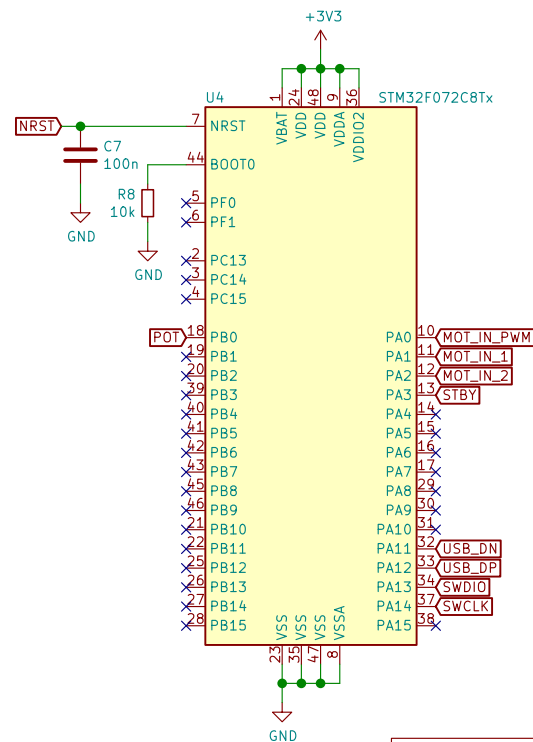 +3V3
U4
STM32F072C8Tx
1 24 48 9 36
VBAT VDD VDD VDDA VDDIO2
NRST 7 NRST
C7
100n
44 BOOT0
R8
10k
GND
GND
5 PF0
6 PF1
2 PC13
3 PC14
4 PC15
POT 18 PB0 PA0 10 MOT_IN_PWM
19 PB1 PA1 11 MOT_IN_1
20 PB2 PA2 12 MOT_IN_2
39 PB3 PA3 13 STBY
40 PB4 PA4 14
41 PB5 PA5 15
42 PB6 PA6 16
43 PB7 PA7 17
45 PB8 PA8 29
46 PB9 PA9 30
21 PB10 PA10 31
22 PB11 PA11 32 USB_DN
25 PB12 PA12 33 USB_DP
26 PB13 PA13 34 SWDIO
27 PB14 PA14 37 SWCLK
28 PB15 PA15 38
VSS VSS VSS VSSA
23 35 47 8
GND